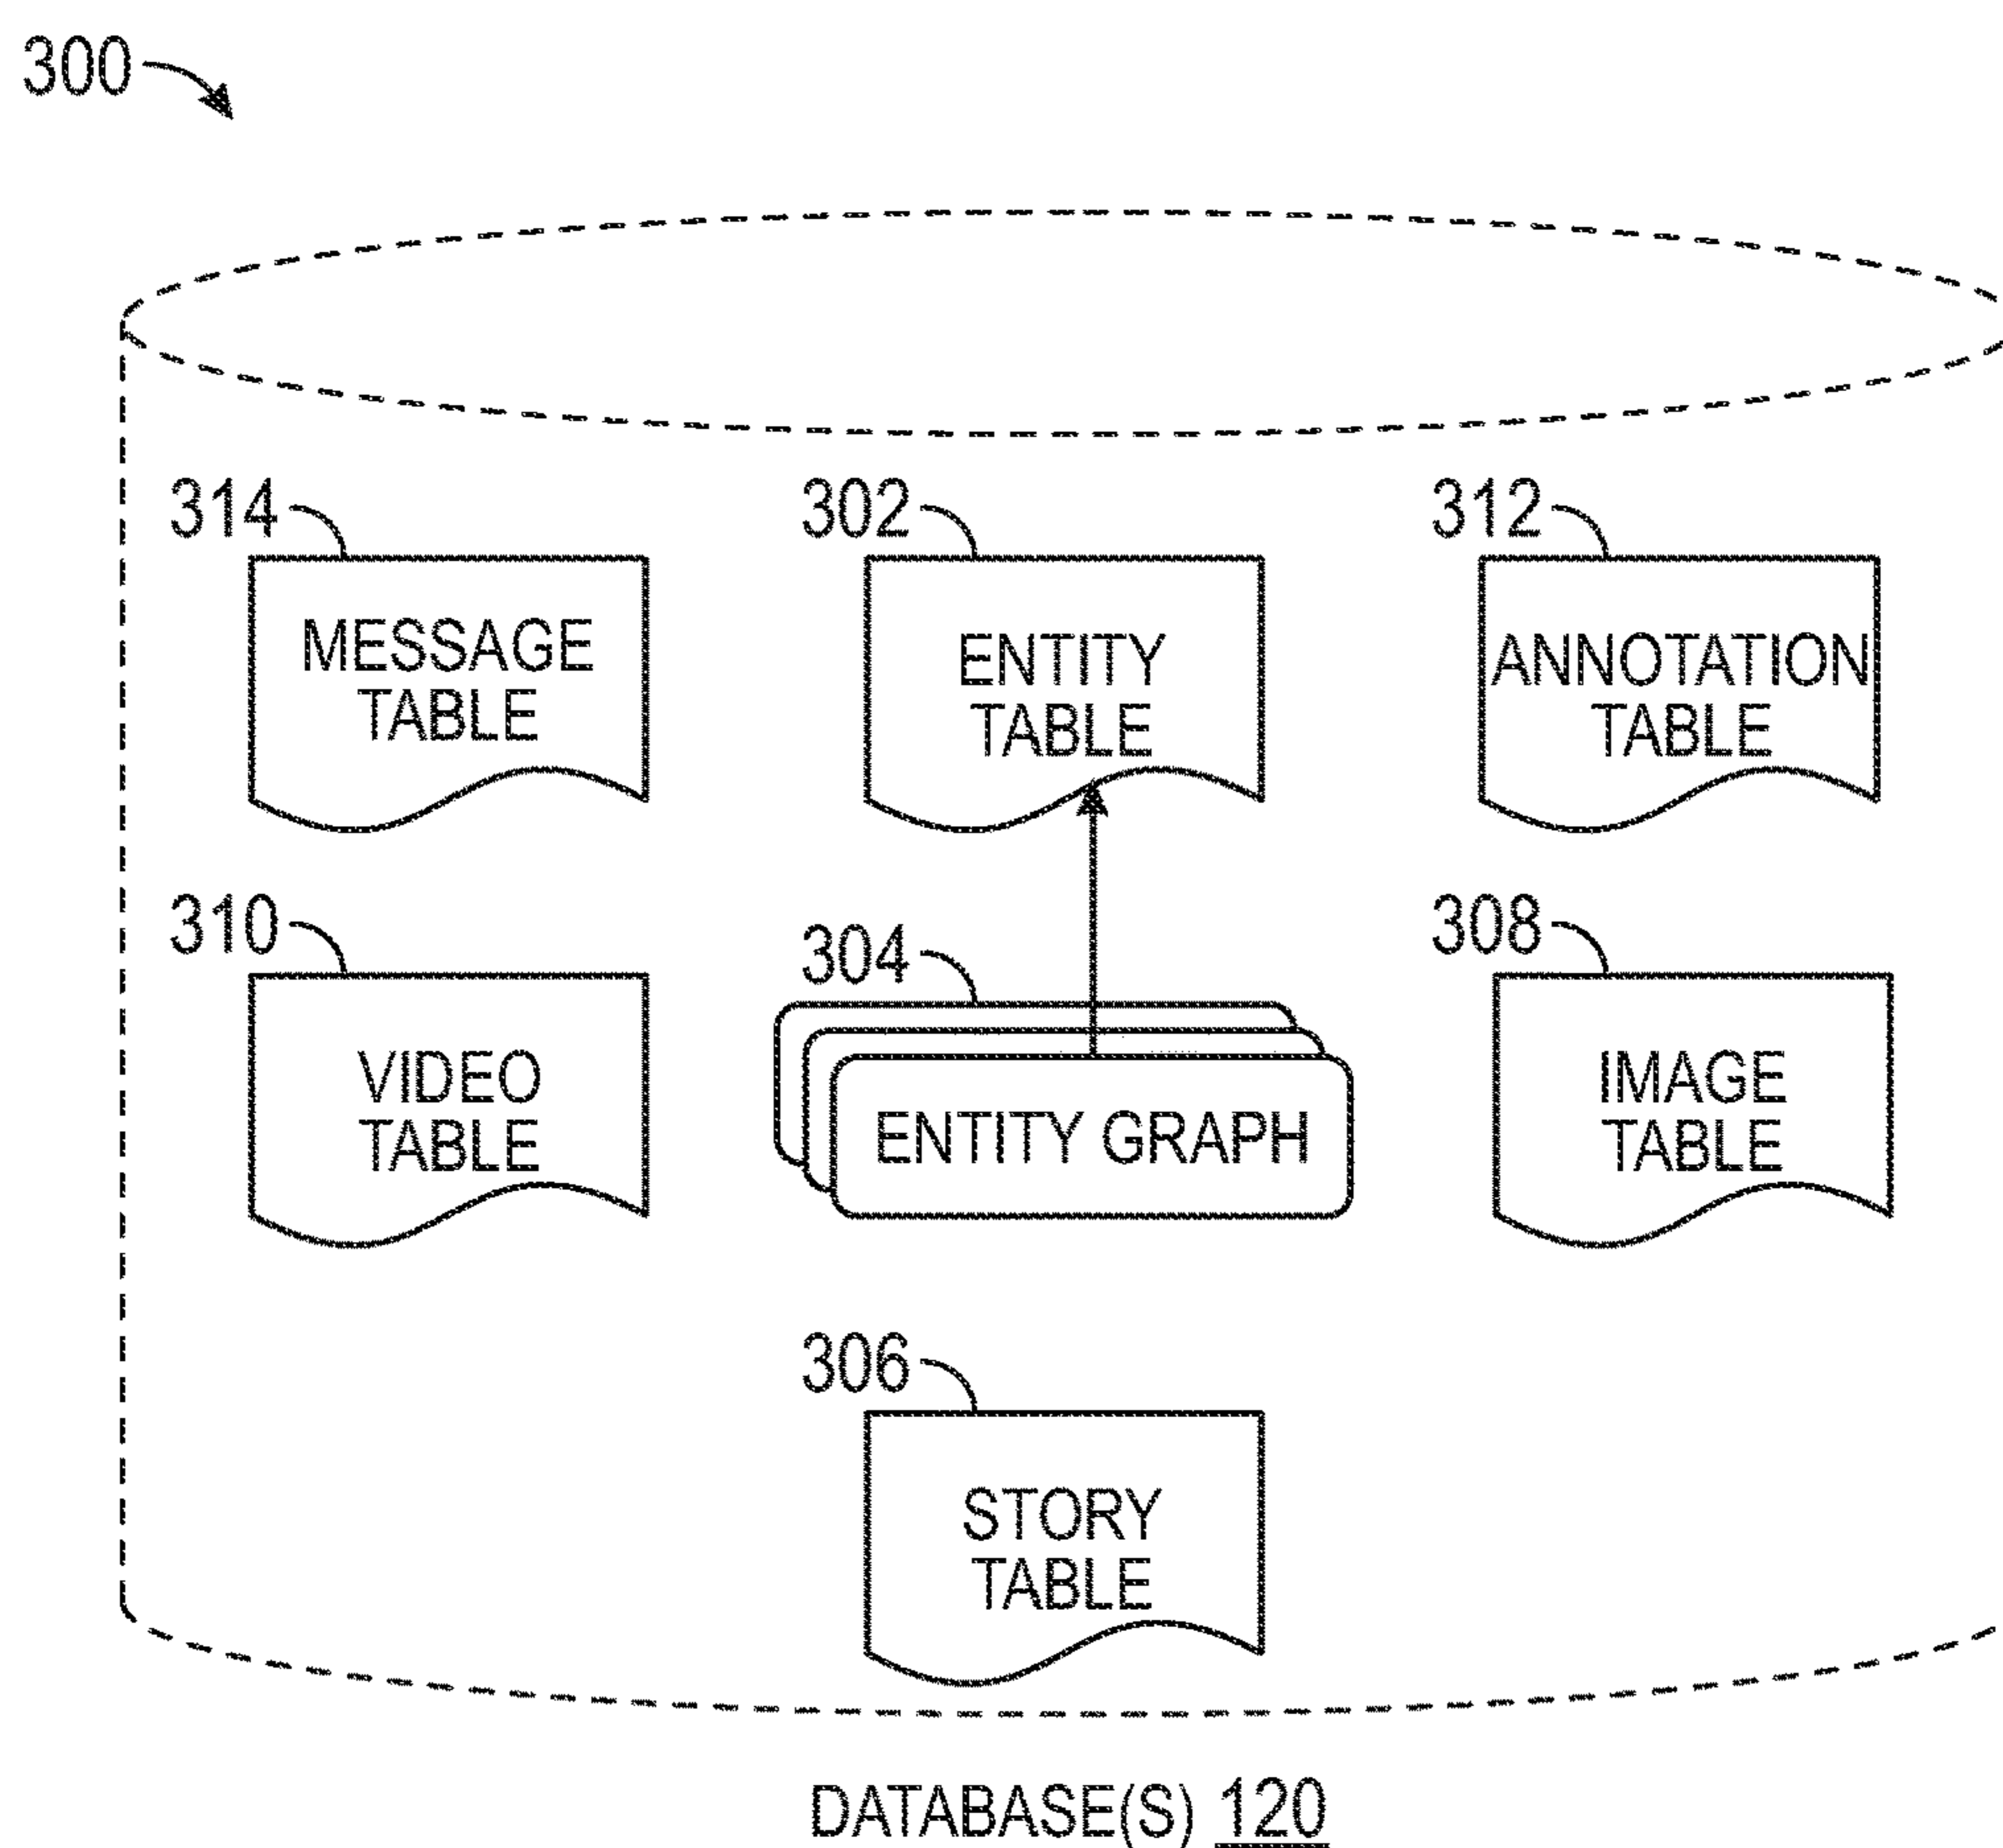 300
314
302
312
MESSAGE
TABLE
ENTITY
TABLE
ANNOTATION
TABLE
310
304
308
VIDEO
TABLE
ENTITY GRAPH
IMAGE
TABLE
306
STORY
TABLE
DATABASE(S) 120